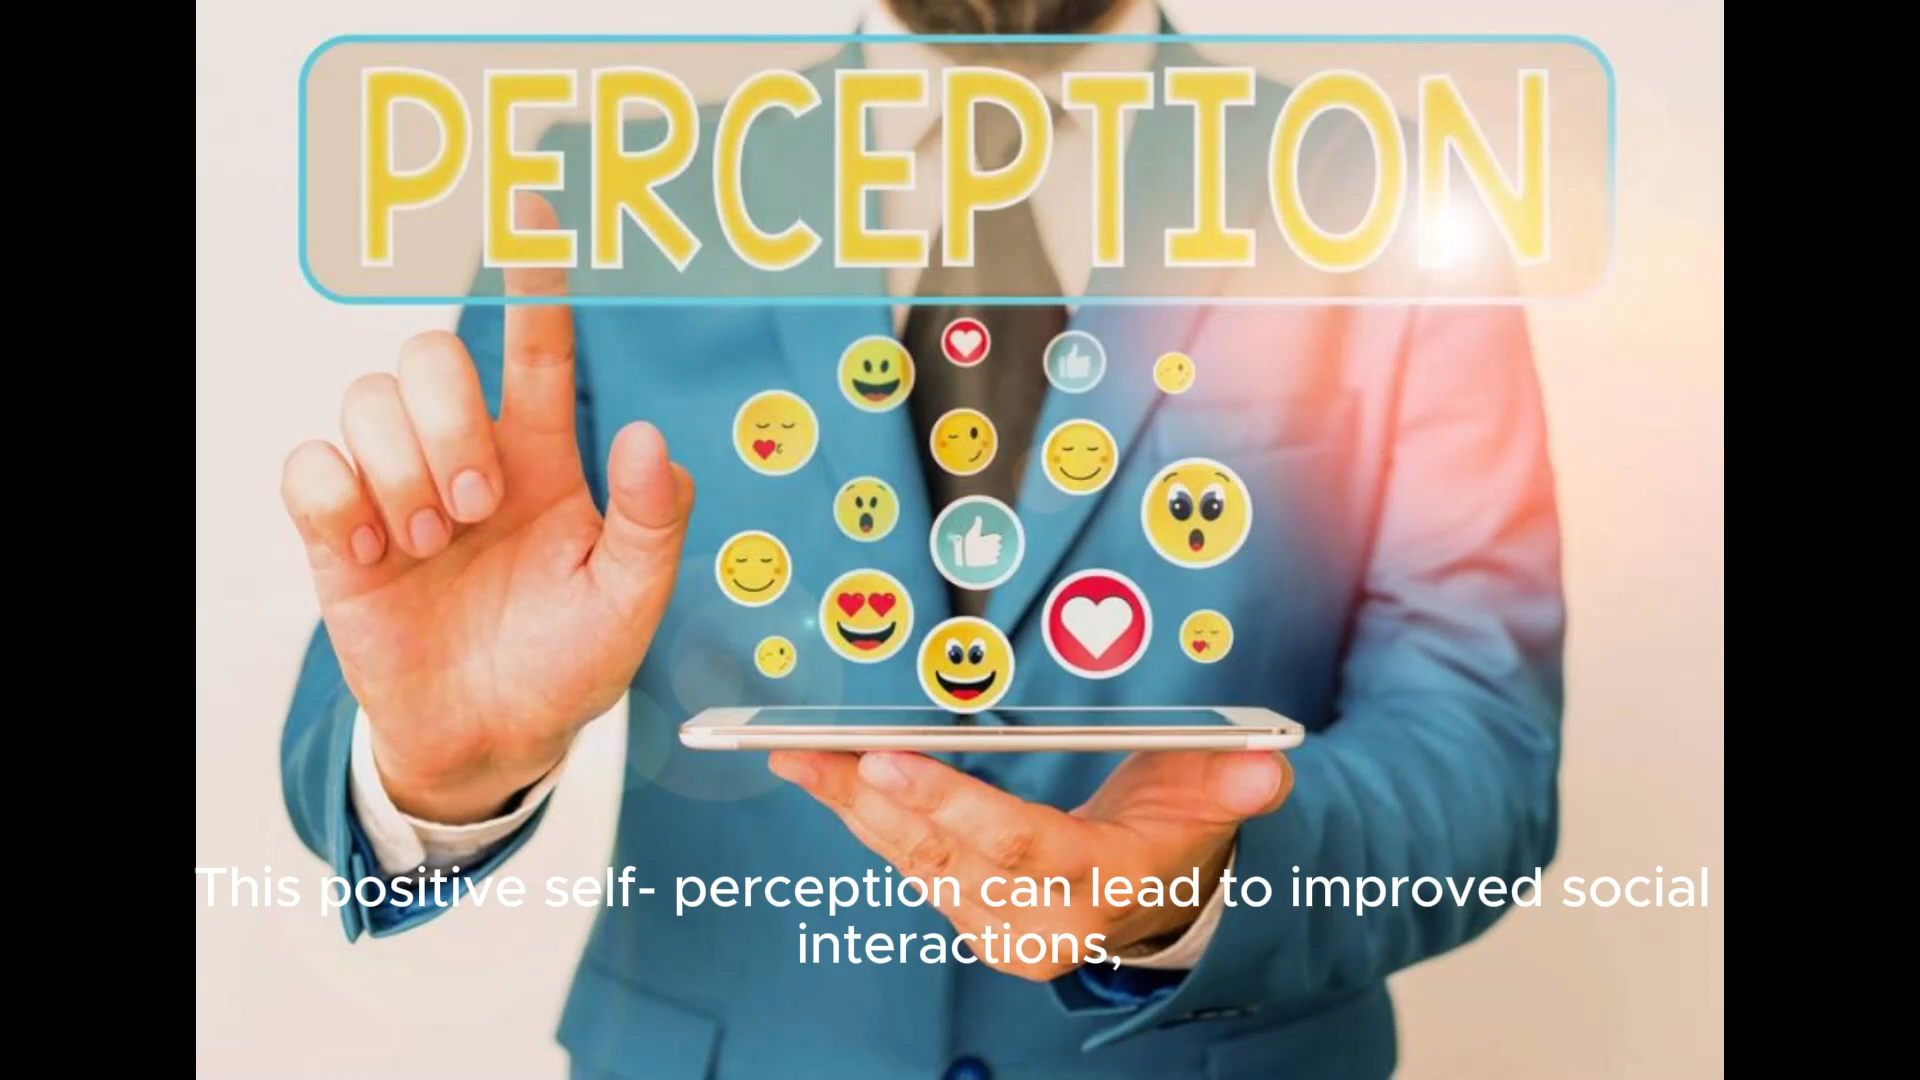 PERCEPTION
This positive self- perception can lead to improved social
interactions,